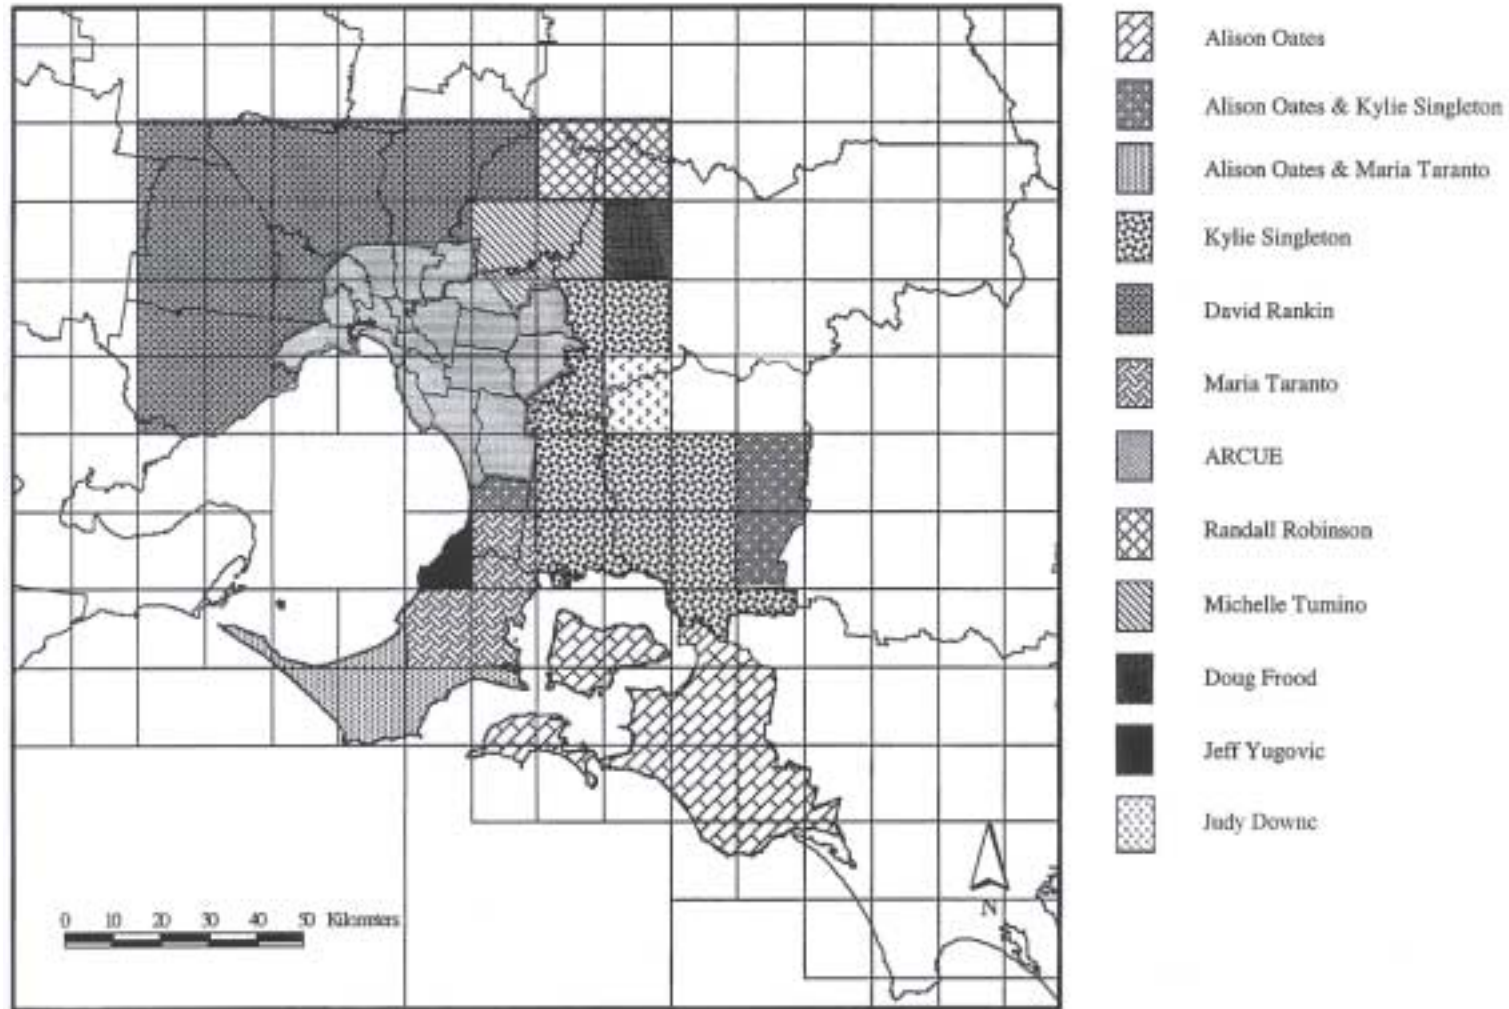 Alison Oates
Alison Oates & Kylie Singleton
Alison Oates & Maria Taranto
Kylie Singleton
David Rankin
Maria Taranto
ARCUE
Randall Robinson
Michelle Tumino
Doug Frood
Jeff Yugovic
Judy Downe
0 10 20 30 40 50 Kilometers
N